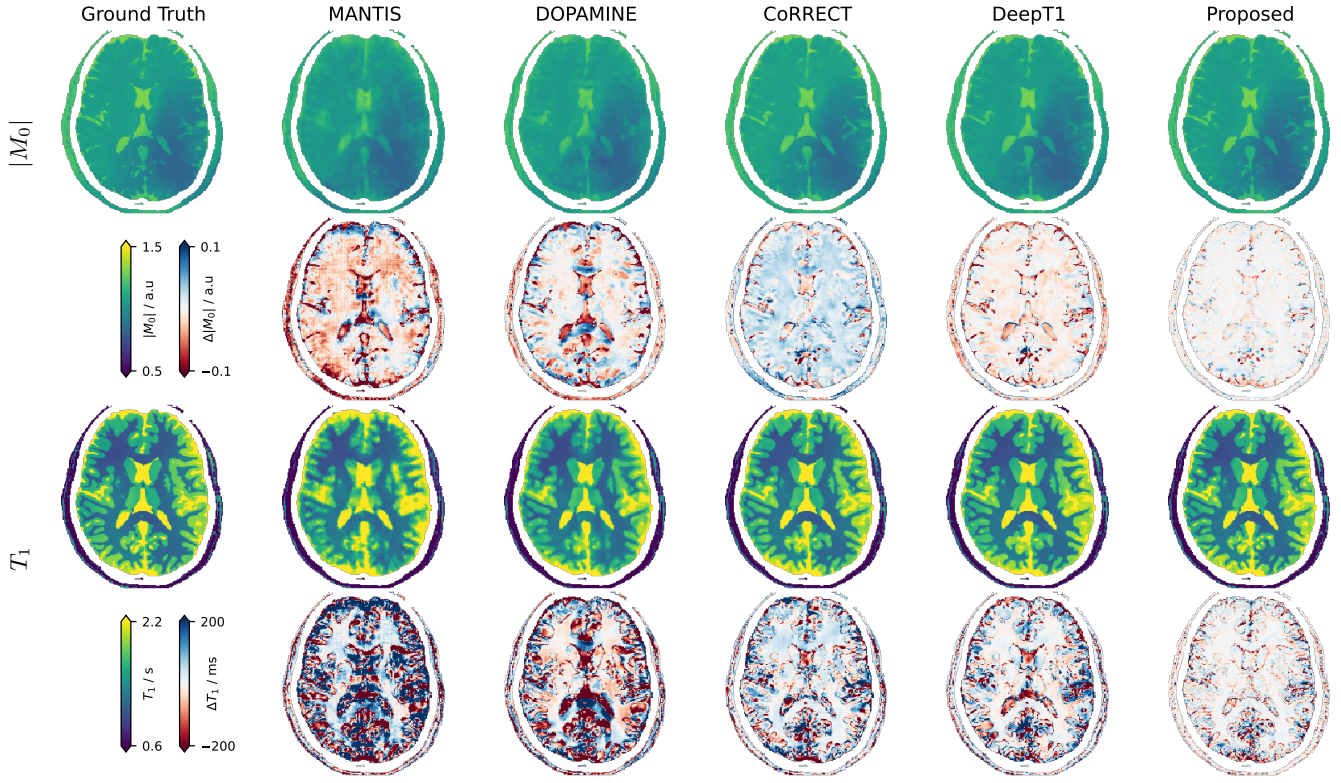 Ground Truth MANTIS DOPAMINE CoRRECT DeepT1 Proposed
|M₀|
1.5 0.1
|M₀| / a.u Δ|M₀| / a.u
0.5 −0.1
T₁
2.2 200
T₁ / s ΔT₁ / ms
0.6 −200